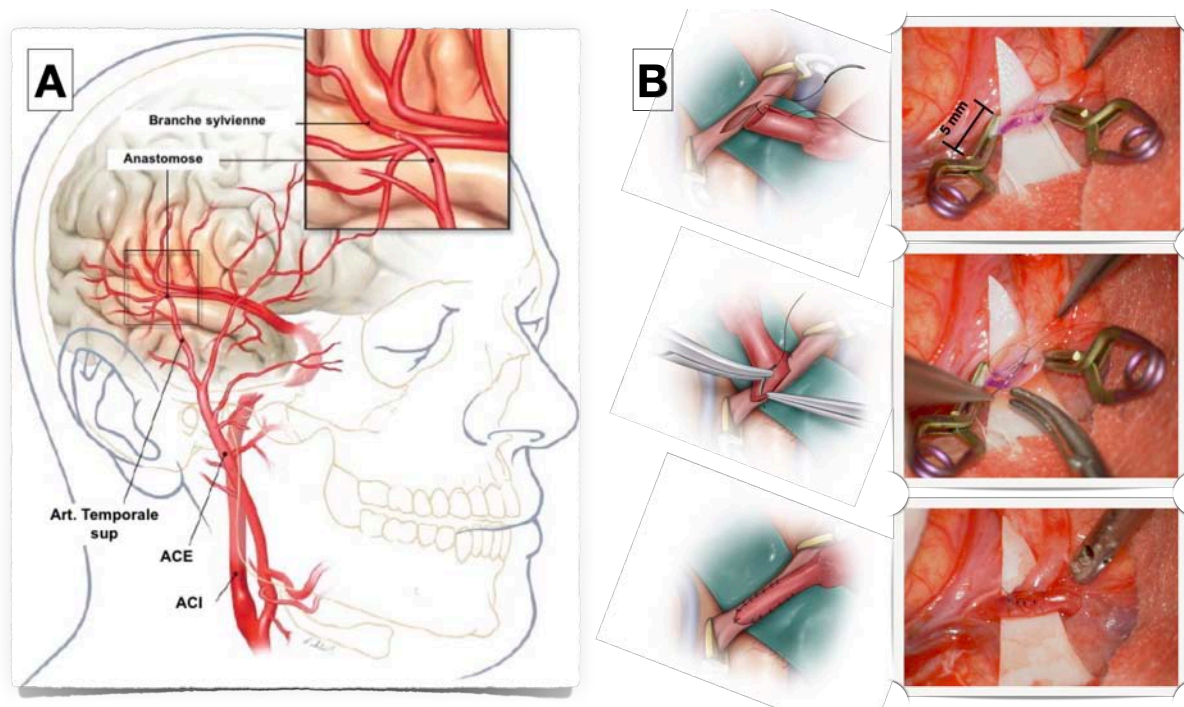 A
Branche sylvienne
Anastomose
Art. Temporale
sup
ACE
ACI
B
5 mm